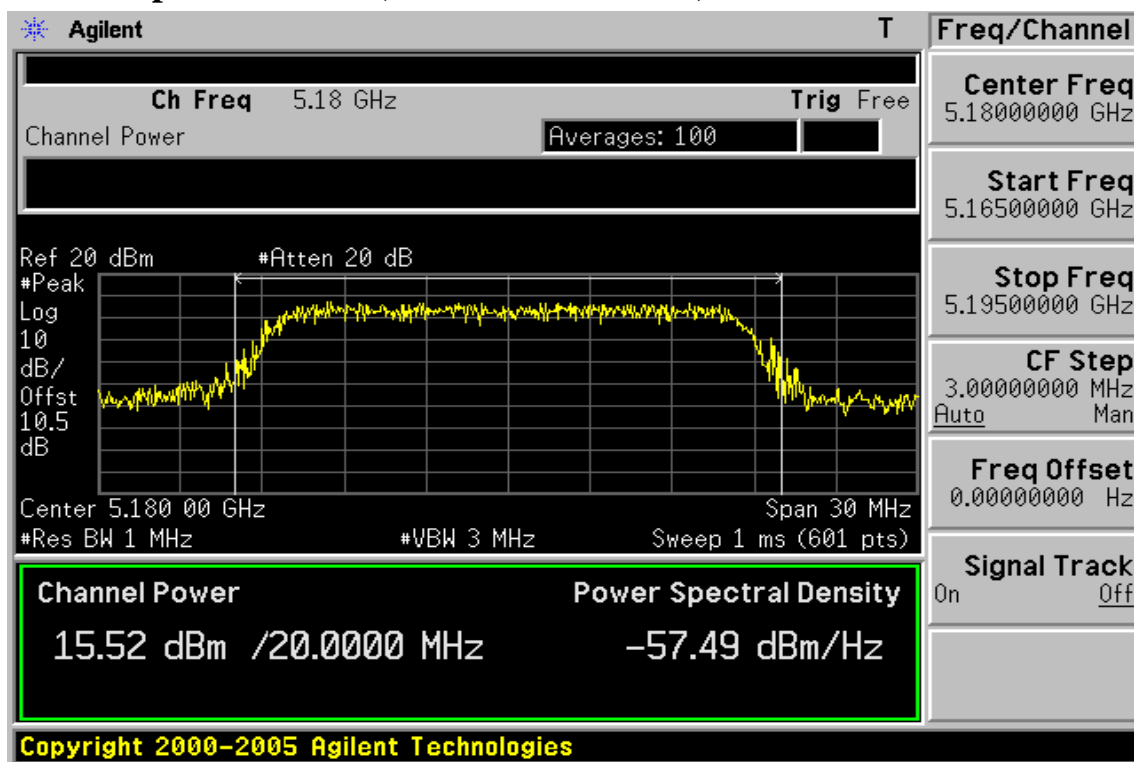 Agilent T
Ch Freq 5.18 GHz Trig Free
Channel Power Averages: 100
Ref 20 dBm #Atten 20 dB
#Peak
Log
10
dB/
Offst
10.5
dB
Center 5.180 00 GHz Span 30 MHz
#Res BW 1 MHz #VBW 3 MHz Sweep 1 ms (601 pts)
Channel Power Power Spectral Density
15.52 dBm /20.0000 MHz -57.49 dBm/Hz
Copyright 2000-2005 Agilent Technologies
Freq/Channel
Center Freq
5.18000000 GHz
Start Freq
5.16500000 GHz
Stop Freq
5.19500000 GHz
CF Step
3.00000000 MHz
Auto Man
Freq Offset
0.00000000 Hz
Signal Track
On Off